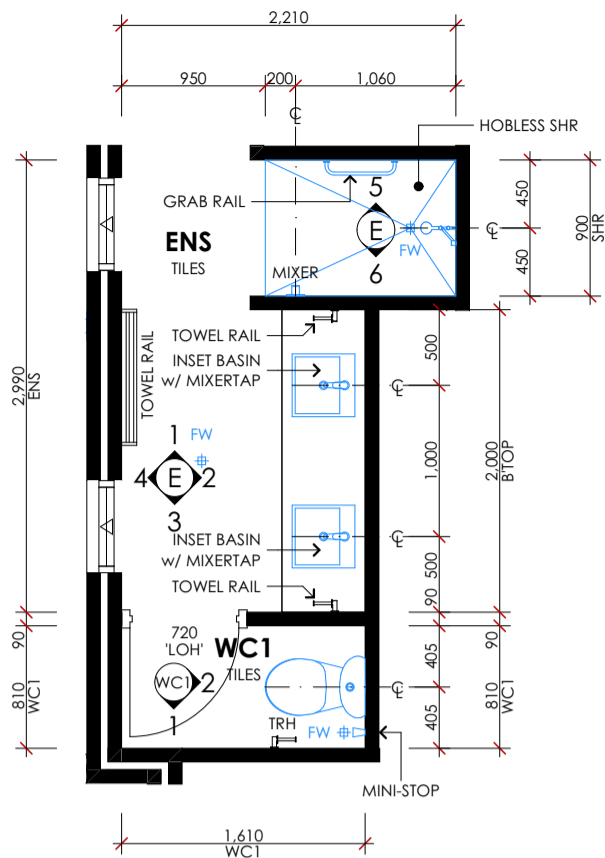 2,210
950
200
1,060
℄
HOBLESS SHR
GRAB RAIL
5
E
6
FW
℄
450
450
900
SHR
ENS
TILES
MIXER
TOWEL RAIL
TOWEL RAIL
INSET BASIN
w/ MIXERTAP
℄
500
2,990
ENS
1
FW
4
E
2
3
1,000
2,000
B'TOP
INSET BASIN
w/ MIXERTAP
℄
TOWEL RAIL
500
90
90
90
720
'LOH'
WC1
TILES
WC1
2
1
℄
405
405
810
WC1
810
WC1
TRH
FW
MINI-STOP
1,610
WC1